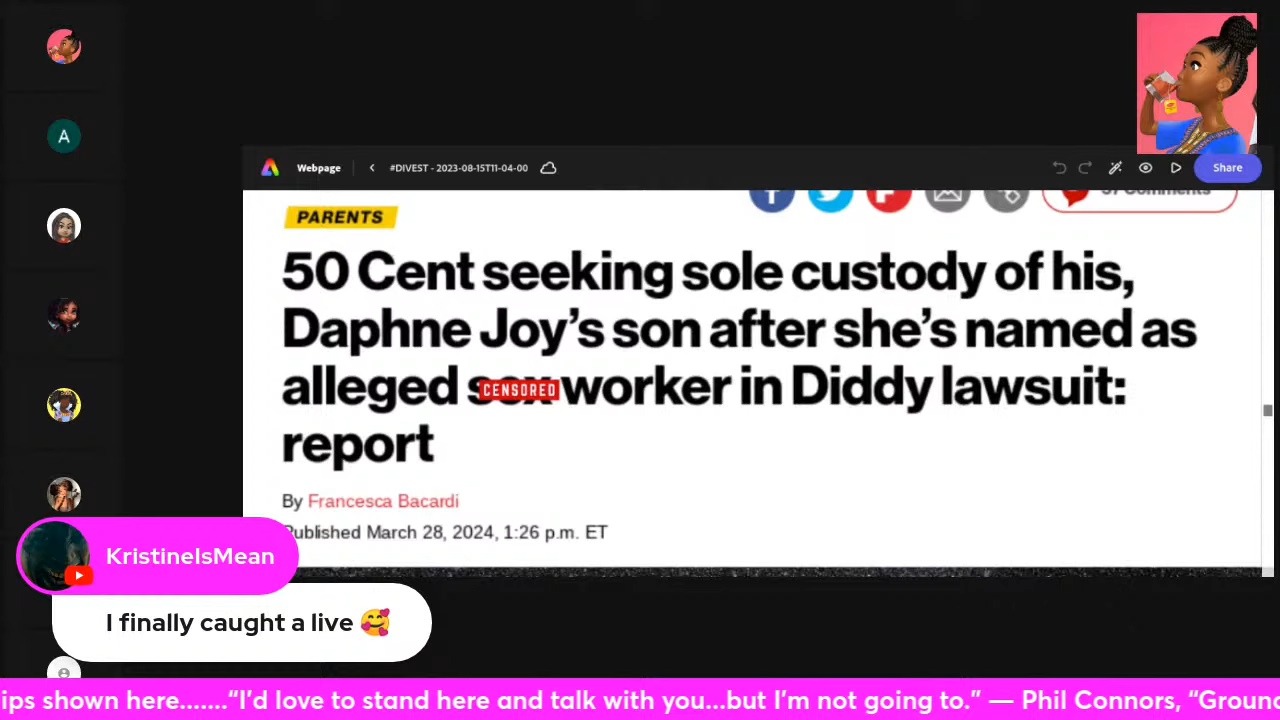 A
Webpage
#DIVEST - 2023-08-15T11-04-00
Share
PARENTS
Comments
50 Cent seeking sole custody of his,
Daphne Joy's son after she's named as
alleged sex worker in Diddy lawsuit:
CENSORED
report
By Francesca Bacardi
Published March 28, 2024, 1:26 p.m. ET
KristineIsMean
I finally caught a live 🥰
ips shown here.......“I'd love to stand here and talk with you...but I'm not going to.” — Phil Connors, “Ground